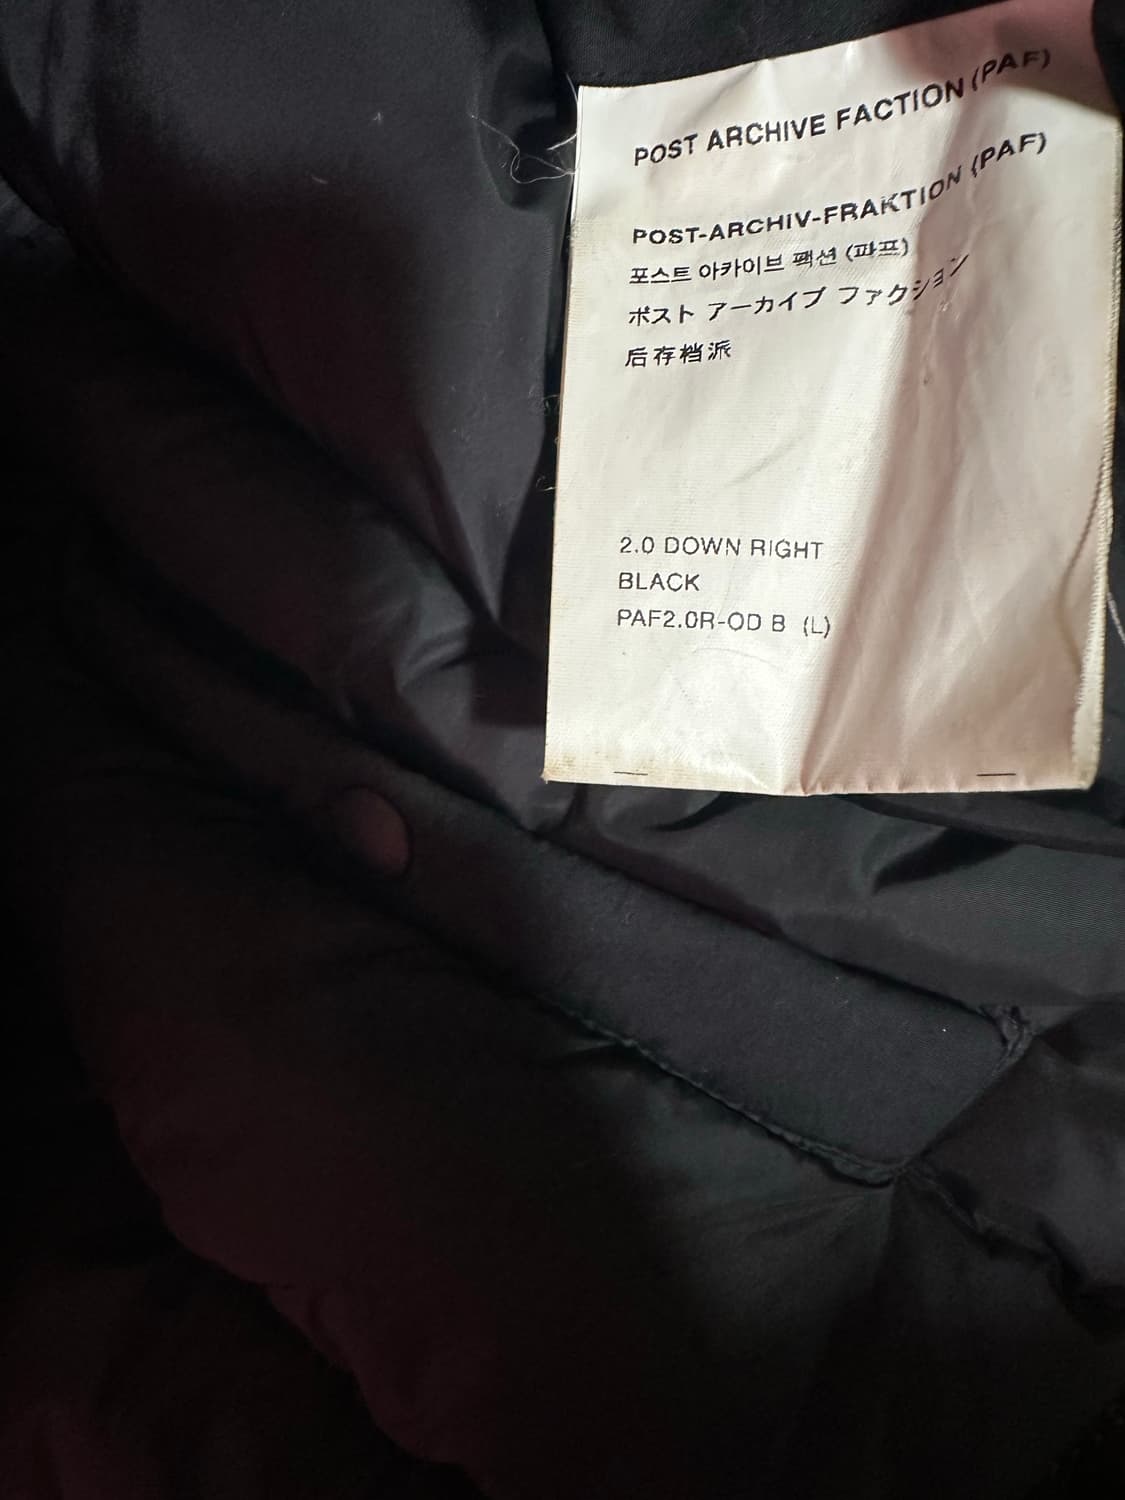 POST ARCHIVE FACTION (PAF)
POST-ARCHIV-FRAKTION (PAF)
포스트 아카이브 팩션 (파프)
ポスト アーカイブ ファクション
后存档派
2.0 DOWN RIGHT
BLACK
PAF2.0R-OD B (L)